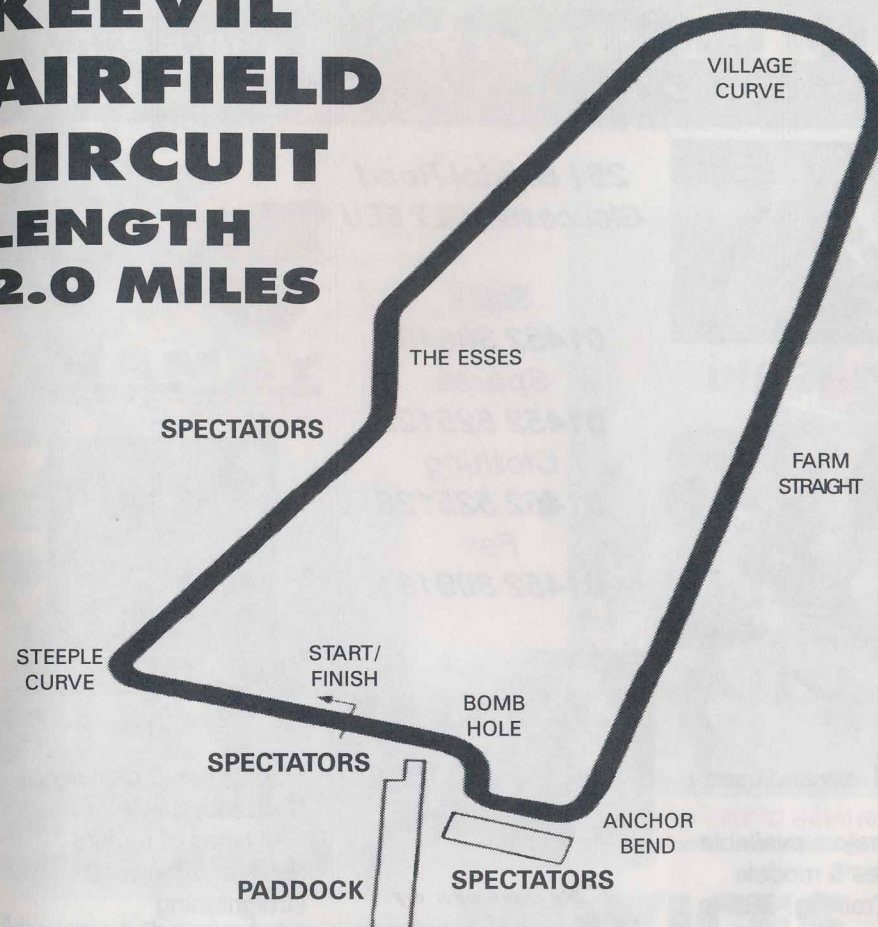 KEEVIL
AIRFIELD
CIRCUIT
LENGTH
2.0 MILES
VILLAGE
CURVE
THE ESSES
SPECTATORS
FARM
STRAIGHT
STEEPLE
CURVE
START/
FINISH
BOMB
HOLE
SPECTATORS
ANCHOR
BEND
SPECTATORS
PADDOCK